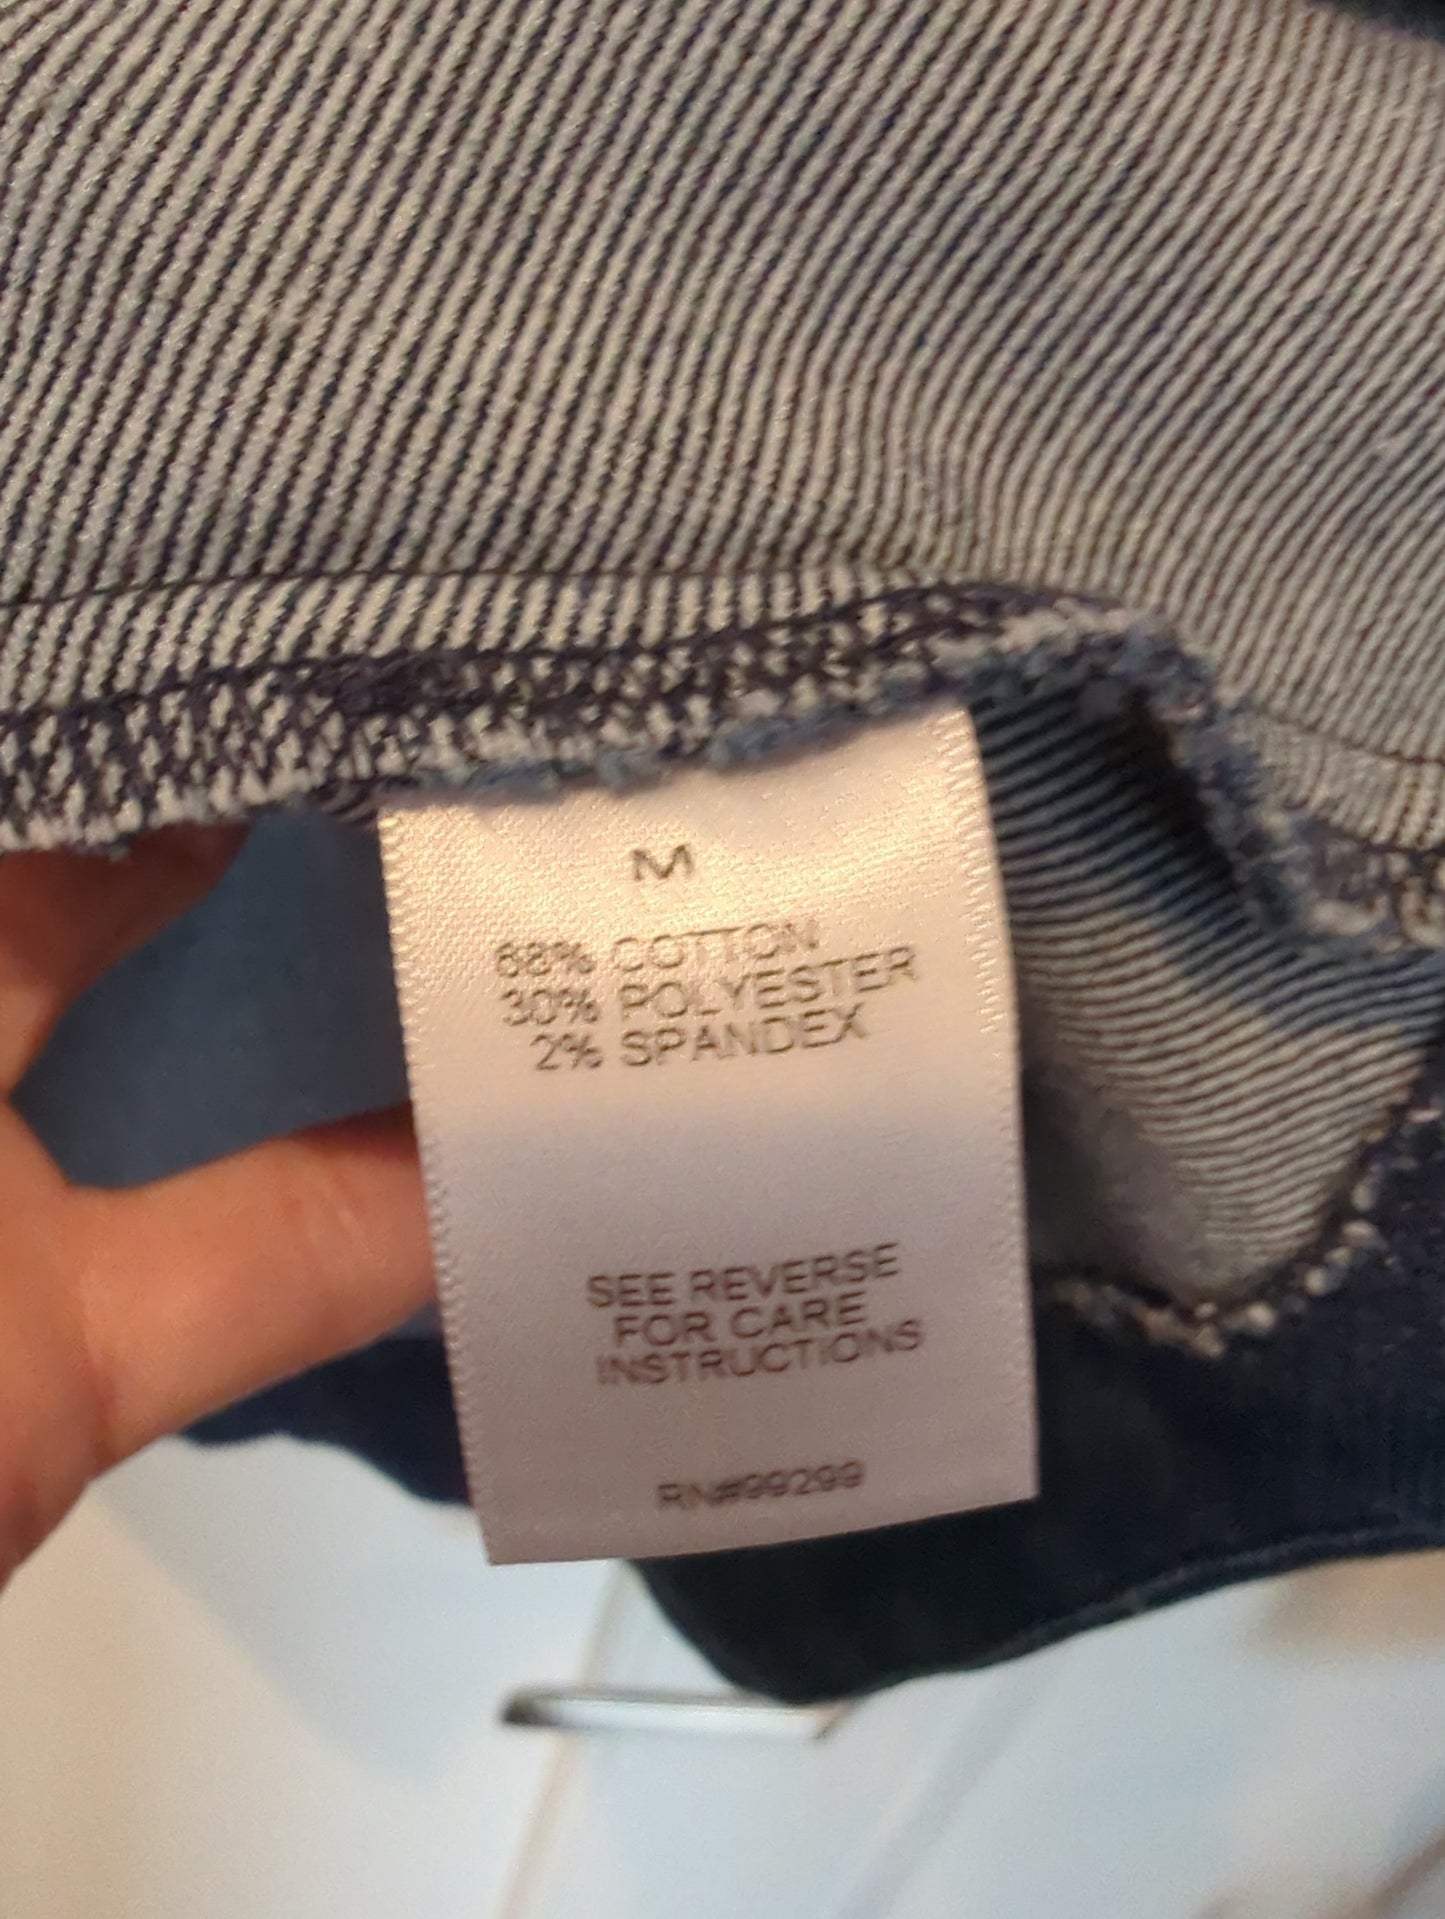 M
68% COTTON
30% POLYESTER
2% SPANDEX
SEE REVERSE
FOR CARE
INSTRUCTIONS
RN#99299